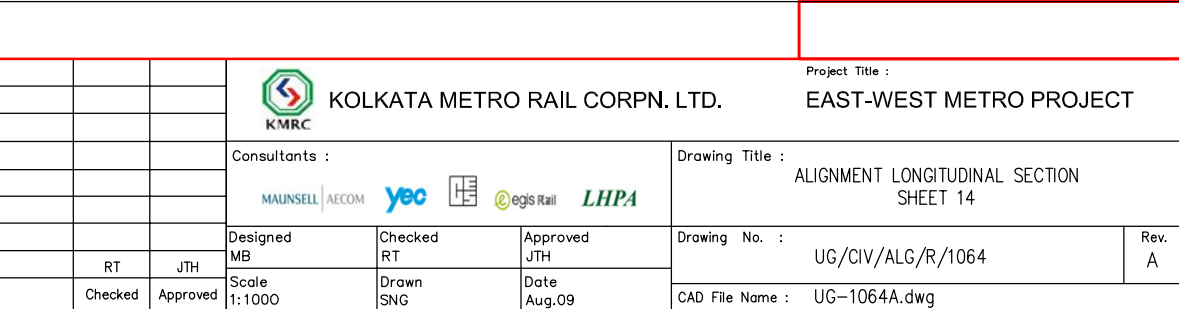 Project Title :
KMRC
KOLKATA METRO RAIL CORPN. LTD.
EAST-WEST METRO PROJECT
Consultants :
MAUNSELL AECOM yec egis Rail LHPA
Drawing Title :
ALIGNMENT LONGITUDINAL SECTION
SHEET 14
Designed Checked Approved
MB RT JTH
Drawing No. :
UG/CIV/ALG/R/1064
Rev.
A
RT JTH
Checked Approved
Scale Drawn Date
1:1000 SNG Aug.09
CAD File Name : UG-1064A.dwg